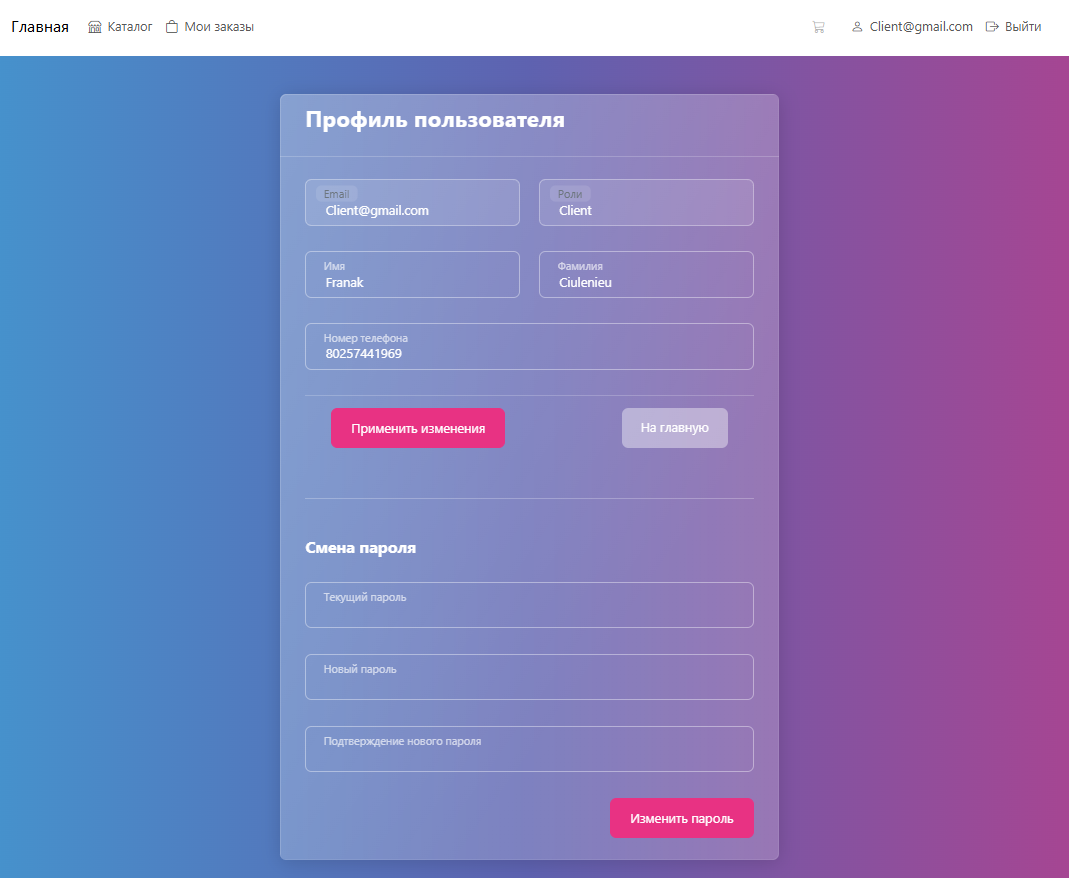 Главная Каталог Мои заказы Client@gmail.com Выйти
Профиль пользователя
Email Роли
Client@gmail.com Client
Имя Фамилия
Franak Ciulenieu
Номер телефона
80257441969
Применить изменения На главную
Смена пароля
Текущий пароль
Новый пароль
Подтверждение нового пароля
Изменить пароль